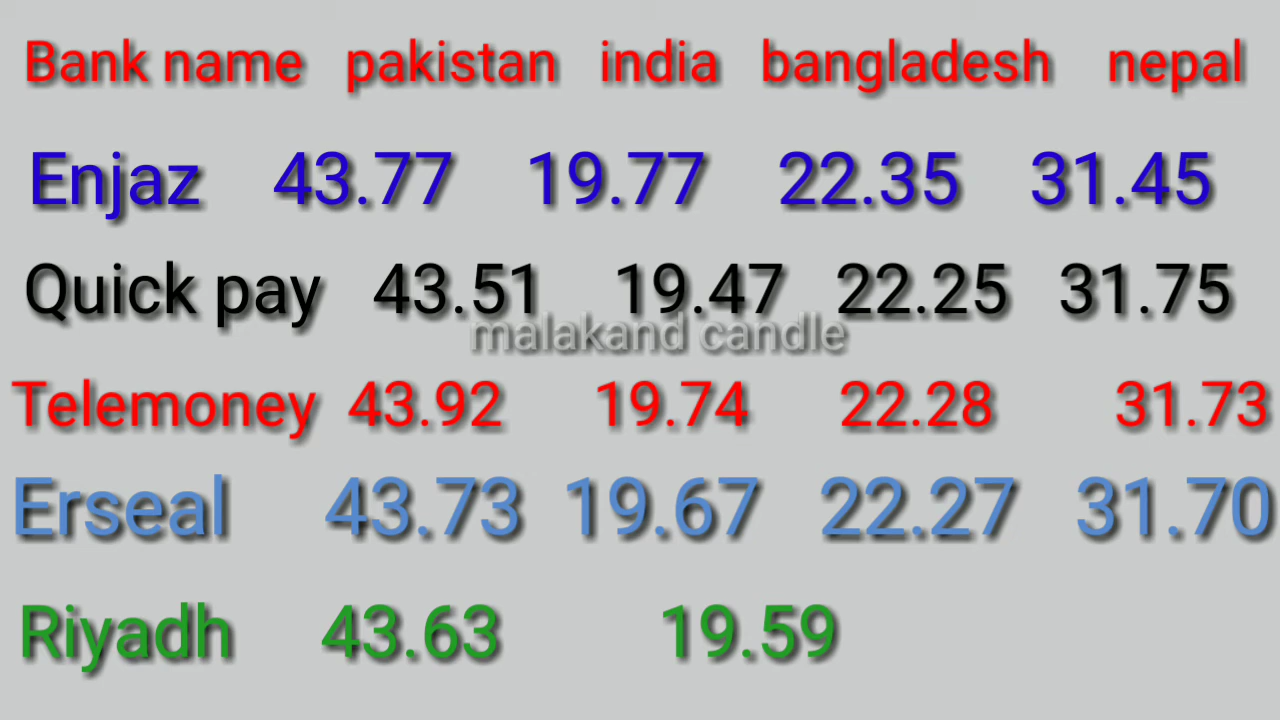 Bank name pakistan india bangladesh nepal
Enjaz 43.77 19.77 22.35 31.45
Quick pay 43.51 19.47 22.25 31.75
malakand candle
Telemoney 43.92 19.74 22.28 31.73
Erseal 43.73 19.67 22.27 31.70
Riyadh 43.63 19.59